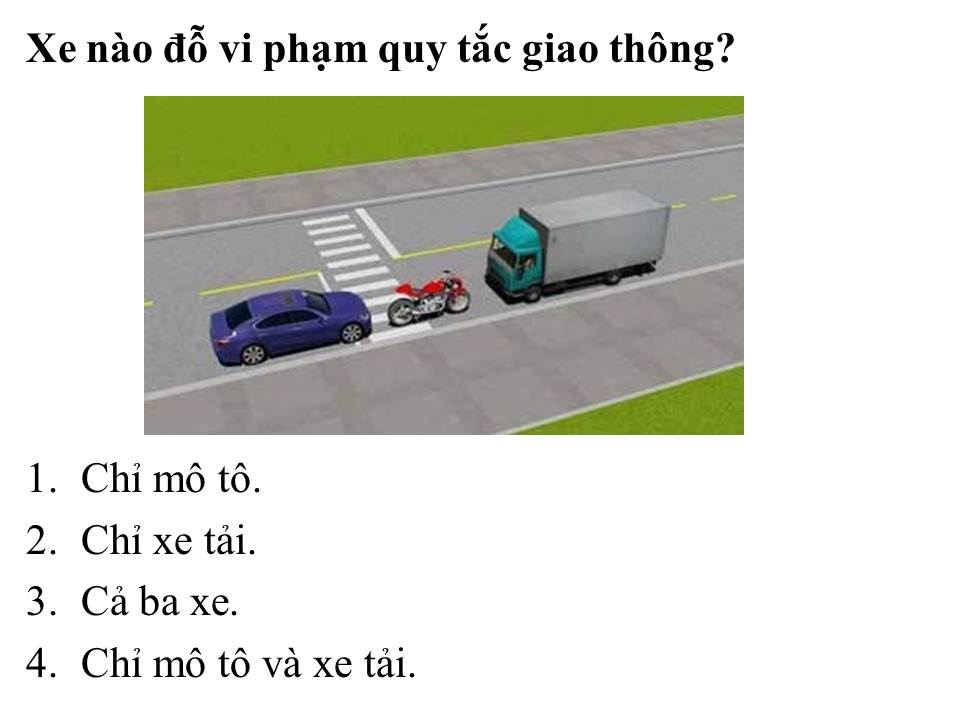 Xe nào đỗ vi phạm quy tắc giao thông?
1. Chỉ mô tô.
2. Chỉ xe tải.
3. Cả ba xe.
4. Chỉ mô tô và xe tải.